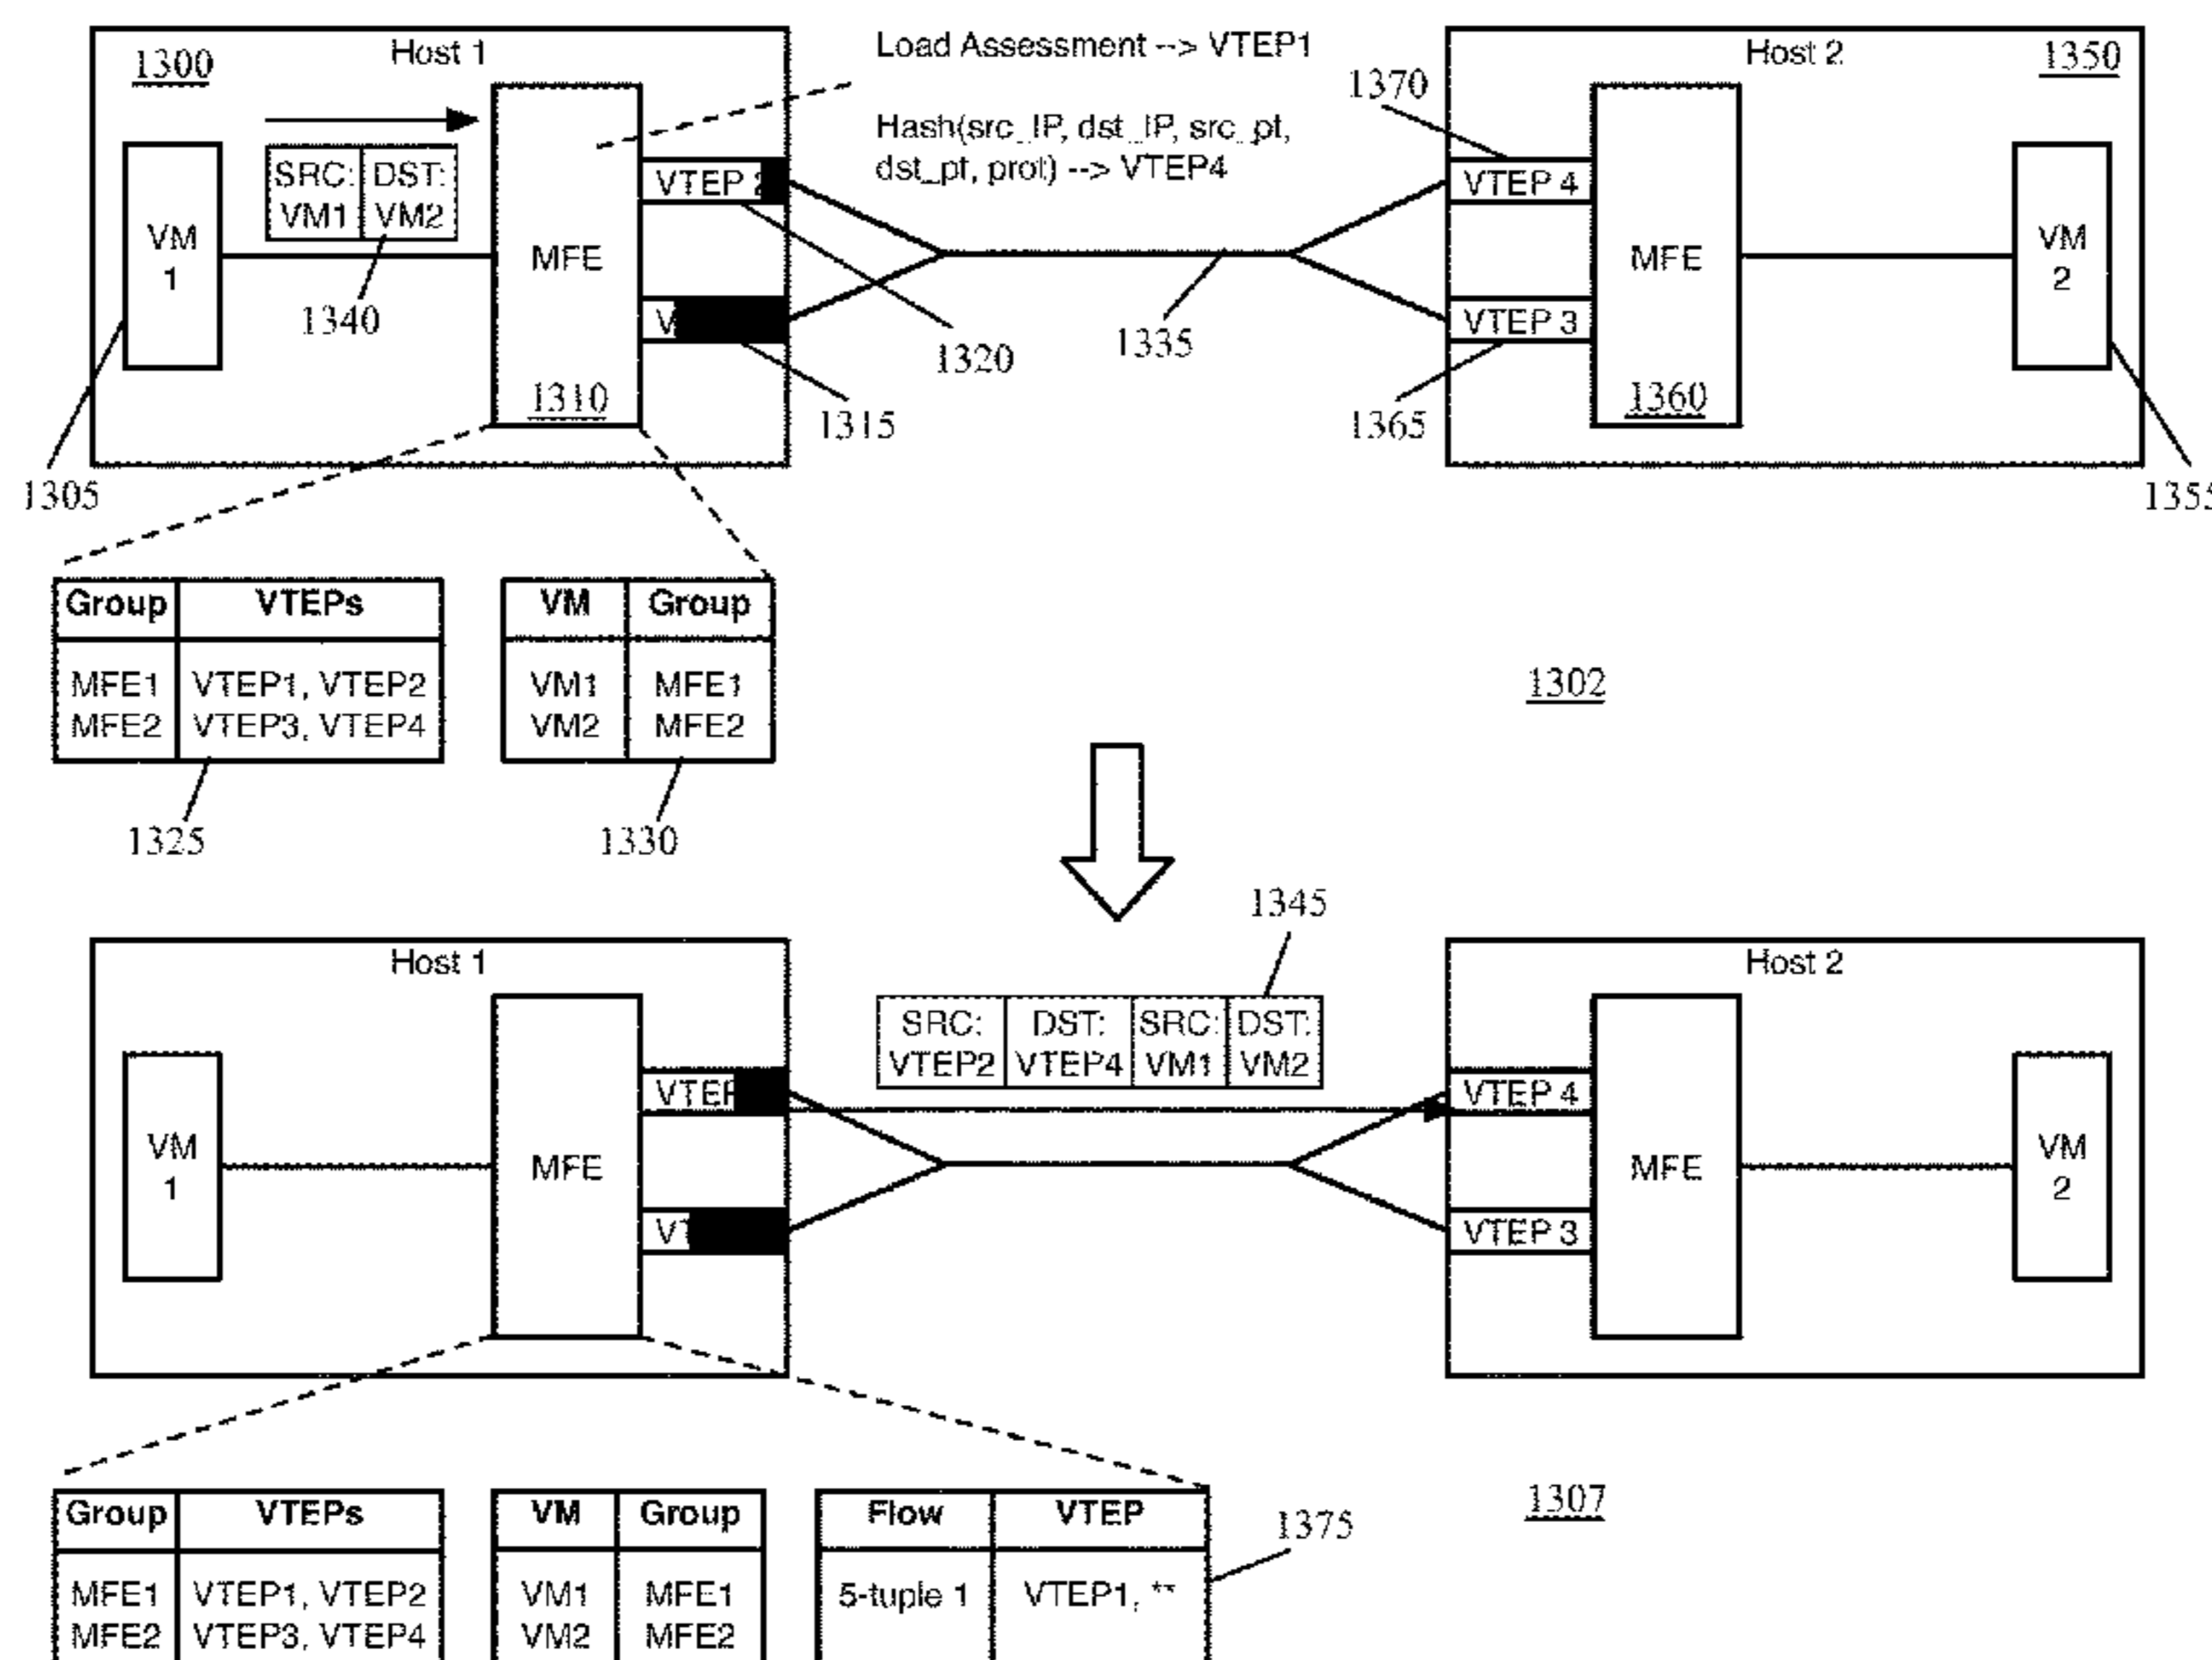 Host 1
1300
Load Assessment --> VTEP1
Hash(src_IP, dst_IP, src_pt,
dst_pt, prot) --> VTEP4
Host 2
1350
1370
SRC:
VM1
DST:
VM2
VM
1
MFE
VTEP
VTEP 4
MFE
VM
2
1340
1320
1335
VTEP 3
1310
1315
1365
1360
1305
1355
Group VTEPs
MFE1 VTEP1, VTEP2
MFE2 VTEP3, VTEP4
VM Group
VM1 MFE1
VM2 MFE2
1302
1325
1330
1345
Host 1
SRC:
VTEP2
DST:
VTEP4
SRC:
VM1
DST:
VM2
Host 2
VM
1
MFE
VTEP 4
VTEP 3
MFE
VM
2
Group VTEPs
MFE1 VTEP1, VTEP2
MFE2 VTEP3, VTEP4
VM Group
VM1 MFE1
VM2 MFE2
Flow VTEP
5-tuple 1 VTEP1, **
1375
1307